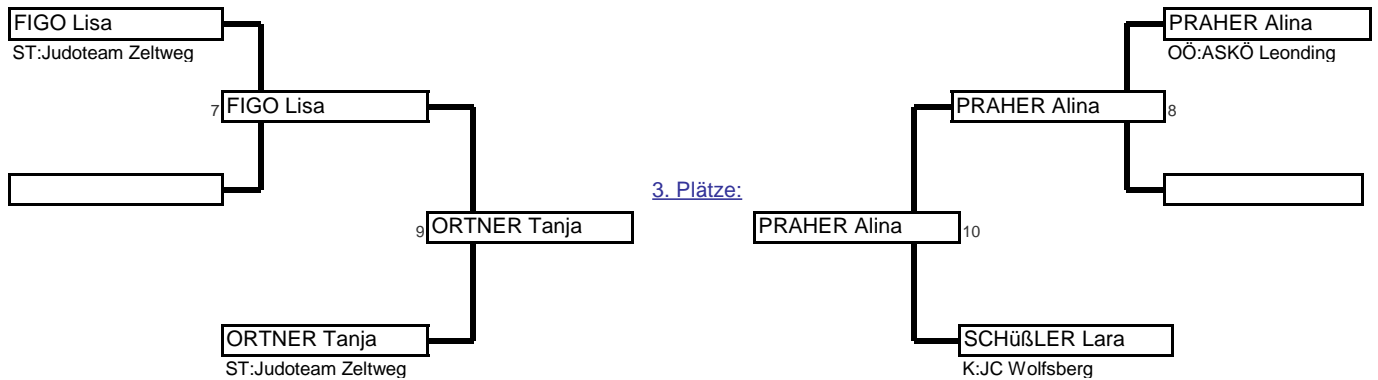 FIGO Lisa
ST:Judoteam Zeltweg
7 FIGO Lisa
9 ORTNER Tanja
ORTNER Tanja
ST:Judoteam Zeltweg
3. Plätze:
PRAHER Alina
OÖ:ASKÖ Leonding
PRAHER Alina 8
PRAHER Alina 10
SCHüßLER Lara
K:JC Wolfsberg